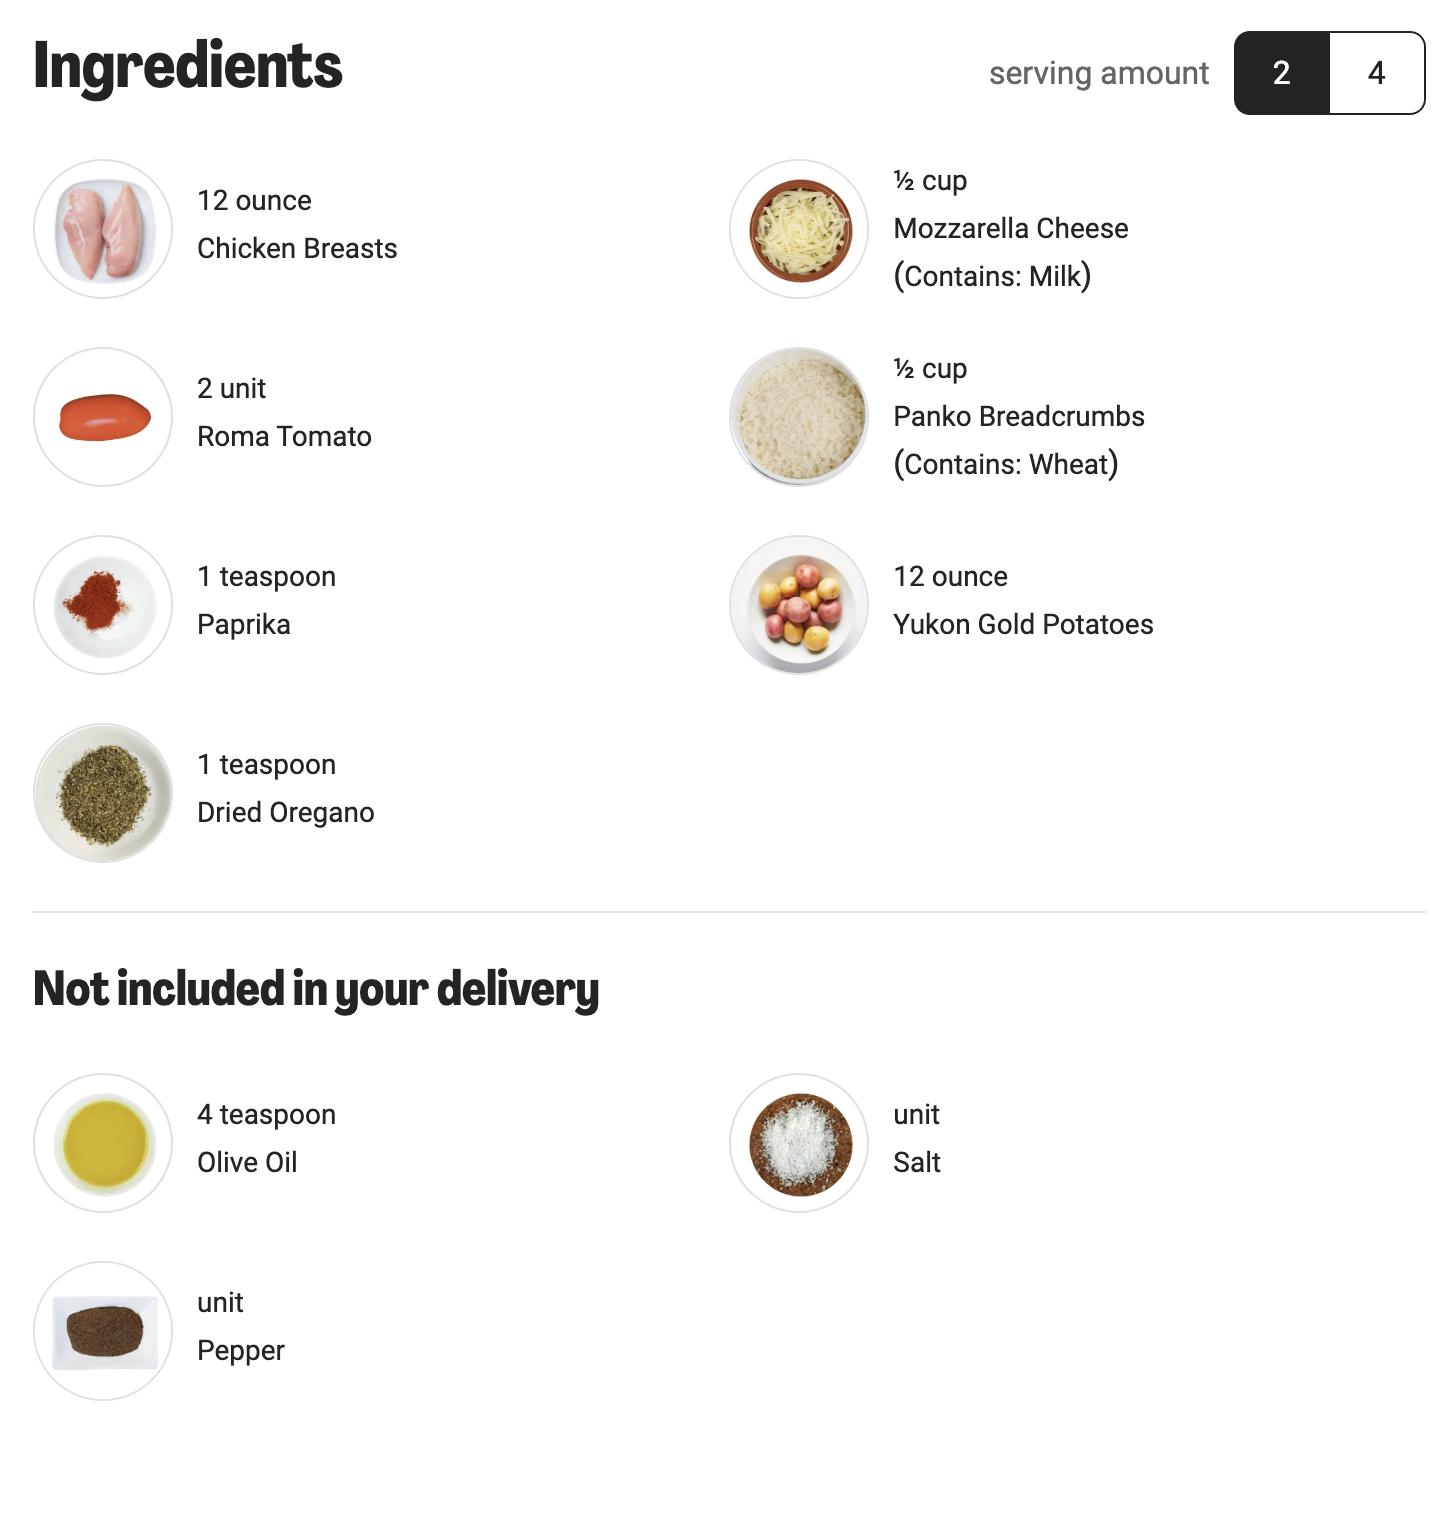 Ingredients
serving amount
2
4
12 ounce
Chicken Breasts
½ cup
Mozzarella Cheese
(Contains: Milk)
2 unit
Roma Tomato
½ cup
Panko Breadcrumbs
(Contains: Wheat)
1 teaspoon
Paprika
12 ounce
Yukon Gold Potatoes
1 teaspoon
Dried Oregano
Not included in your delivery
4 teaspoon
Olive Oil
unit
Salt
unit
Pepper